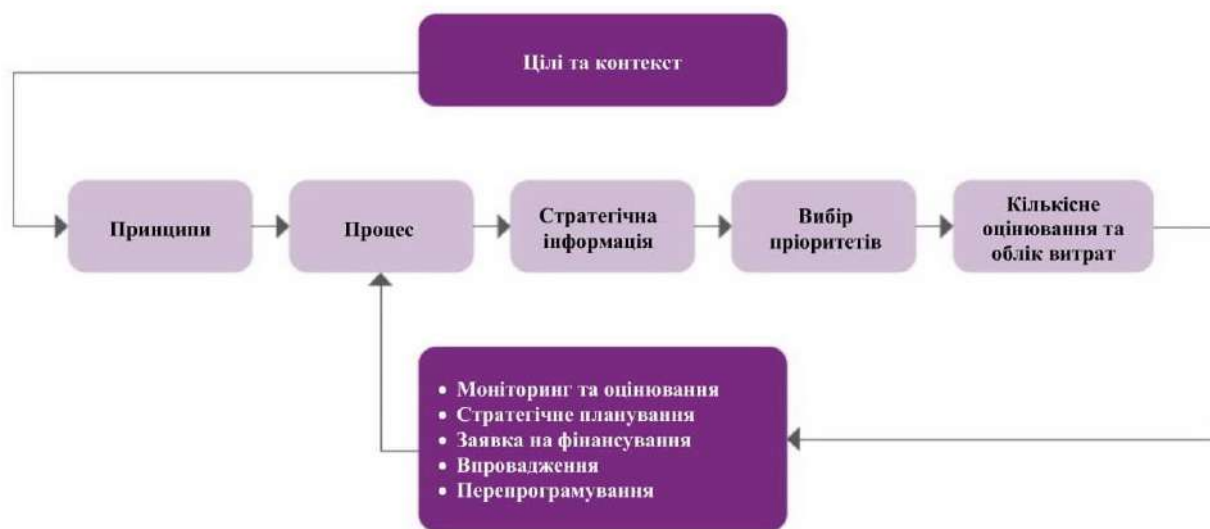 Цілі та контекст
Принципи
Процес
Стратегічна
інформація
Вибір
пріоритетів
Кількісне
оцінювання та
облік витрат
• Моніторинг та оцінювання
• Стратегічне планування
• Заявка на фінансування
• Впровадження
• Перепрограмування